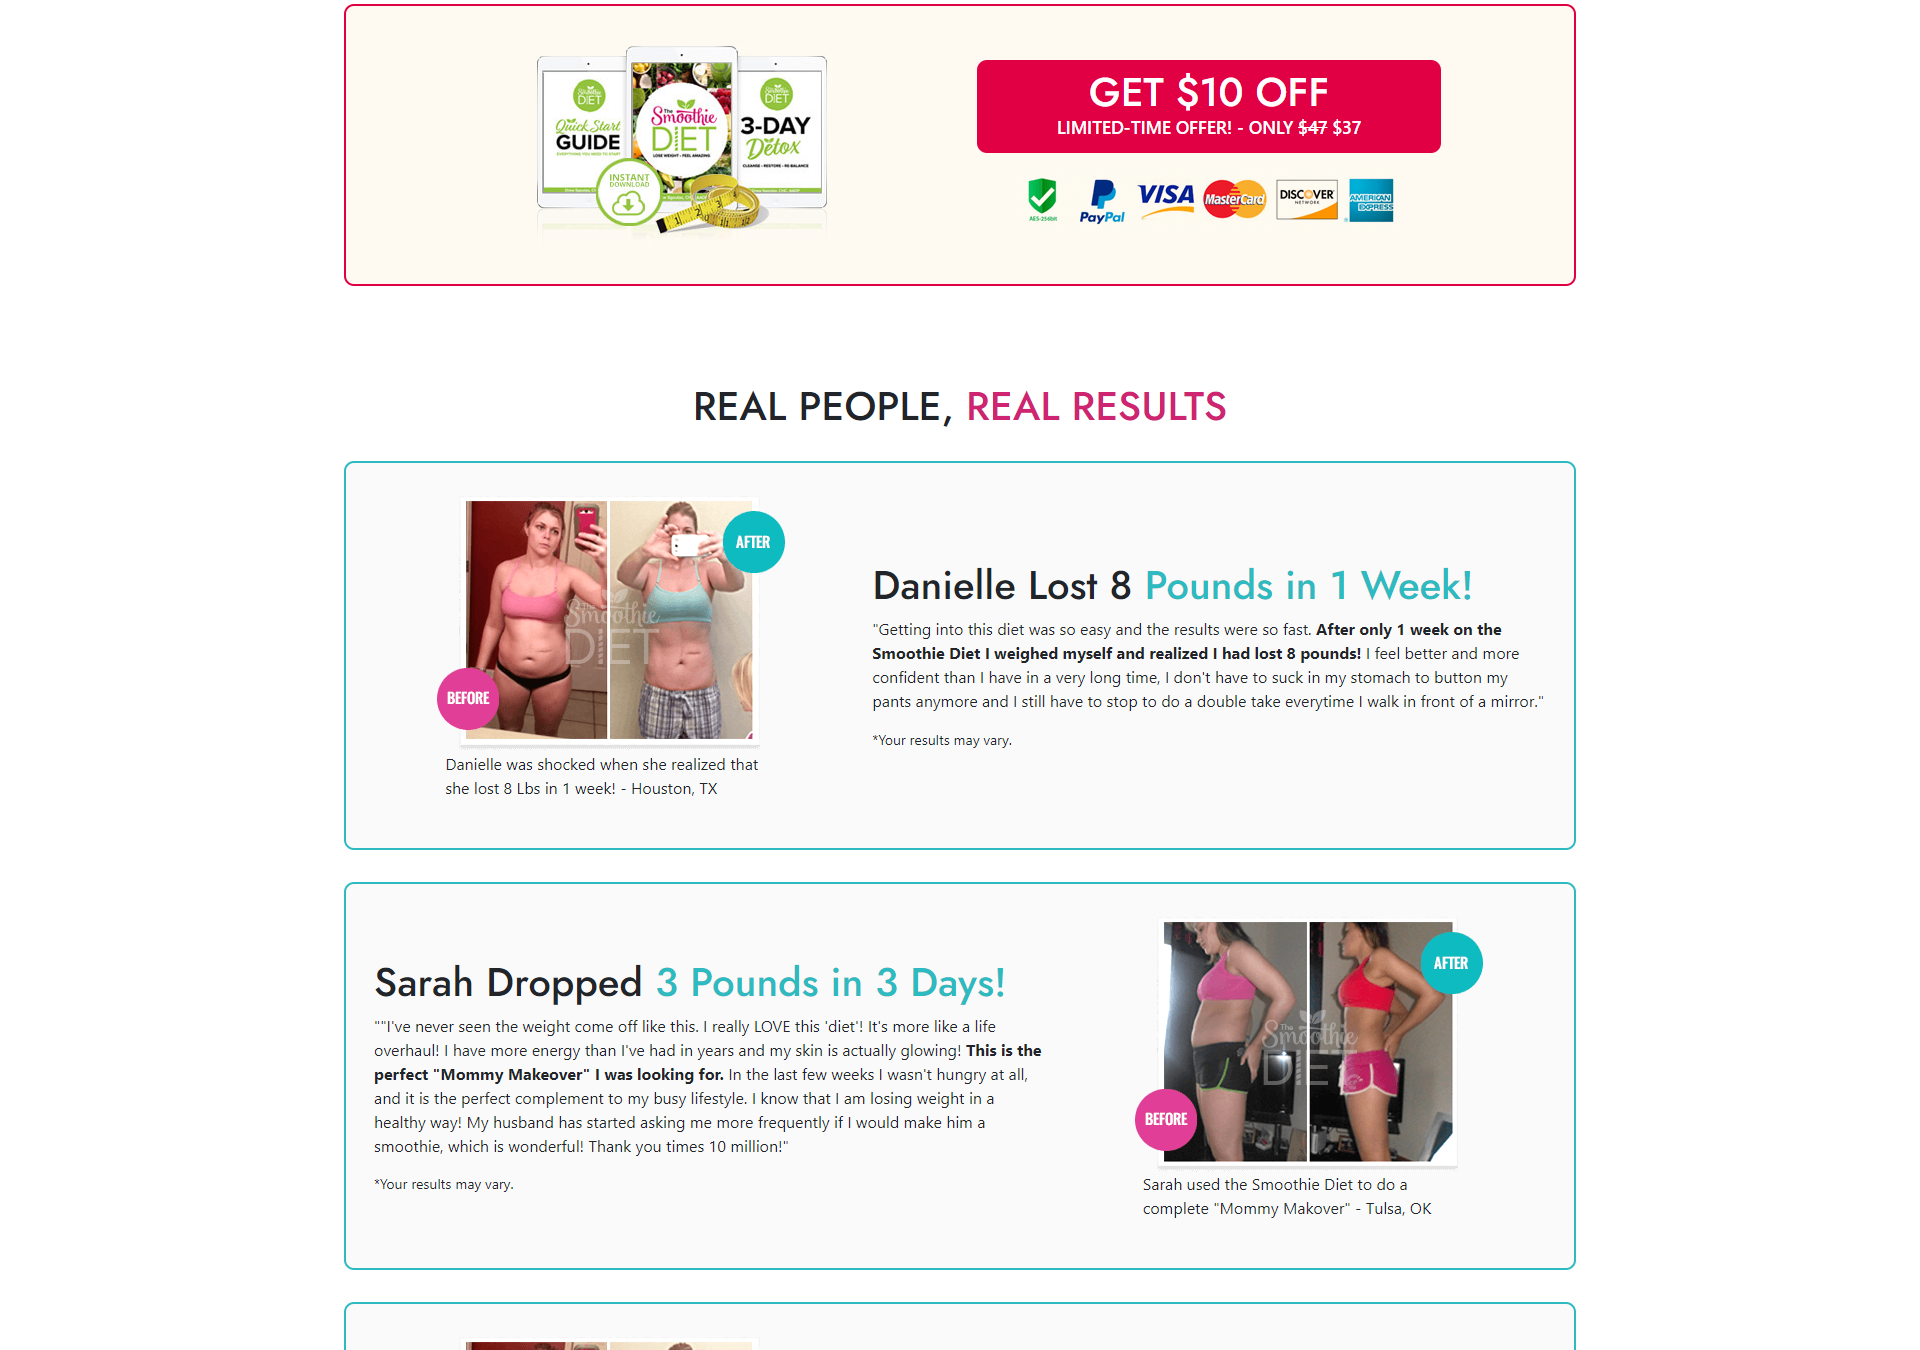 The
Smoothie
DIET
Quick Start
GUIDE
EVERYTHING YOU NEED TO START
The
Smoothie
DIET
LOSE WEIGHT • FEEL AMAZING
Smoothie
DIET
3-DAY
Detox
CLEANSE • RESTORE • RE-BALANCE
INSTANT
DOWNLOAD
GET $10 OFF
LIMITED-TIME OFFER! - ONLY $47 $37
AES-256bit
PayPal
VISA
MasterCard
DISCOVER
NETWORK
AMERICAN
EXPRESS
REAL PEOPLE, REAL RESULTS
AFTER
The
Smoothie
DIET
BEFORE
Danielle was shocked when she realized that
she lost 8 Lbs in 1 week! - Houston, TX
Danielle Lost 8 Pounds in 1 Week!
"Getting into this diet was so easy and the results were so fast. After only 1 week on the
Smoothie Diet I weighed myself and realized I had lost 8 pounds! I feel better and more
confident than I have in a very long time, I don't have to suck in my stomach to button my
pants anymore and I still have to stop to do a double take everytime I walk in front of a mirror."
*Your results may vary.
Sarah Dropped 3 Pounds in 3 Days!
""I've never seen the weight come off like this. I really LOVE this 'diet'! It's more like a life
overhaul! I have more energy than I've had in years and my skin is actually glowing! This is the
perfect "Mommy Makeover" I was looking for. In the last few weeks I wasn't hungry at all,
and it is the perfect complement to my busy lifestyle. I know that I am losing weight in a
healthy way! My husband has started asking me more frequently if I would make him a
smoothie, which is wonderful! Thank you times 10 million!"
*Your results may vary.
AFTER
The
Smoothie
DIET
BEFORE
Sarah used the Smoothie Diet to do a
complete "Mommy Makover" - Tulsa, OK